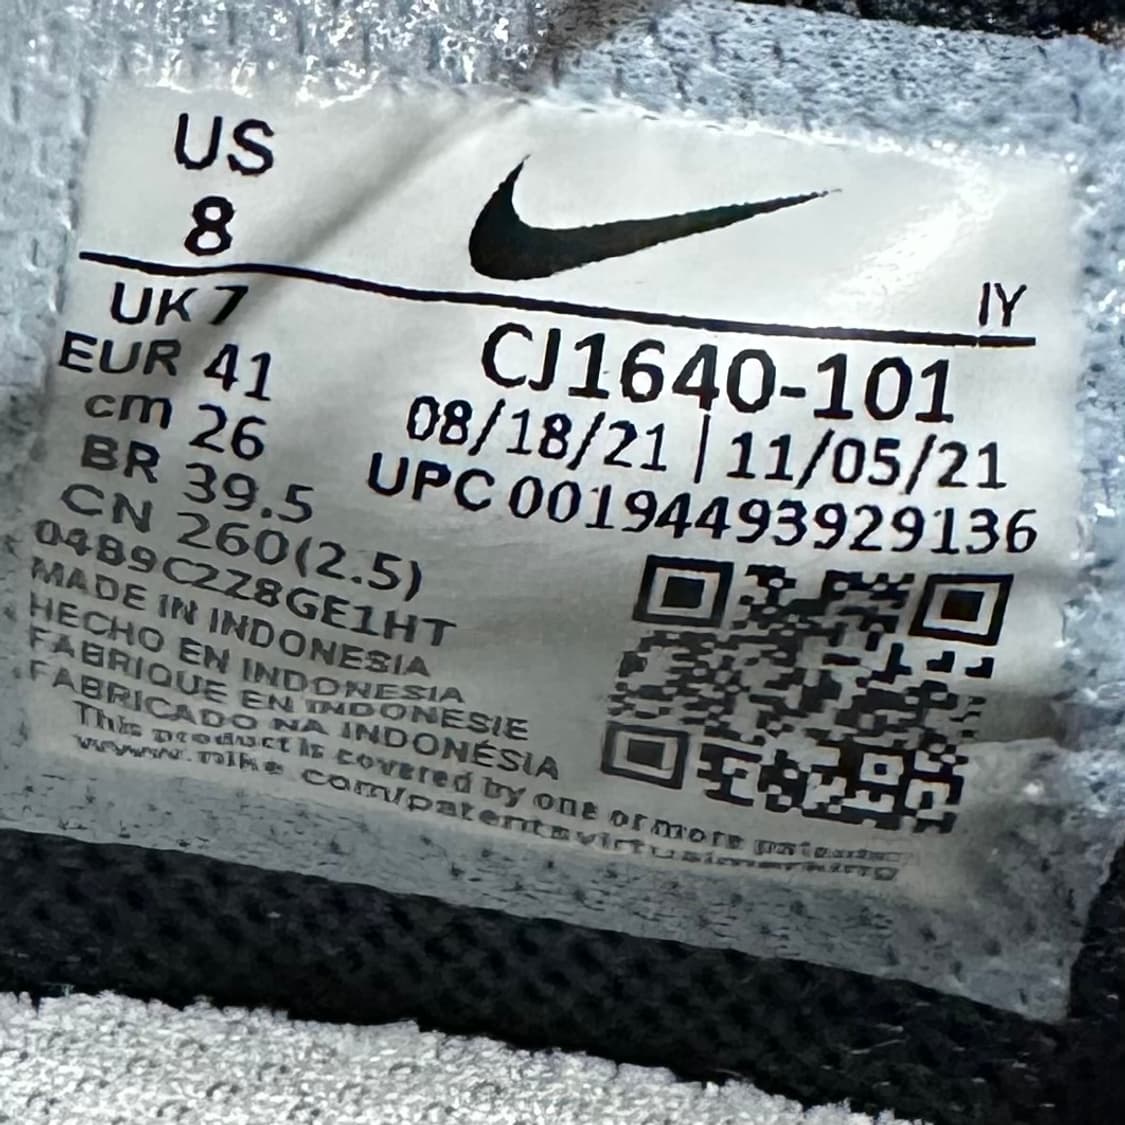 US
8
IY
UK 7
EUR 41
cm 26
BR 39.5
CN 260(2.5)
CJ1640-101
08/18/21 | 11/05/21
UPC 00194493929136
0489C2Z8GE1HT
MADE IN INDONESIA
HECHO EN INDONESIA
FABRIQUE EN INDONESIE
FABRICADO NA INDONÉSIA
This product is covered by one or more patents
www.nike.com/patentsvirtualmarking